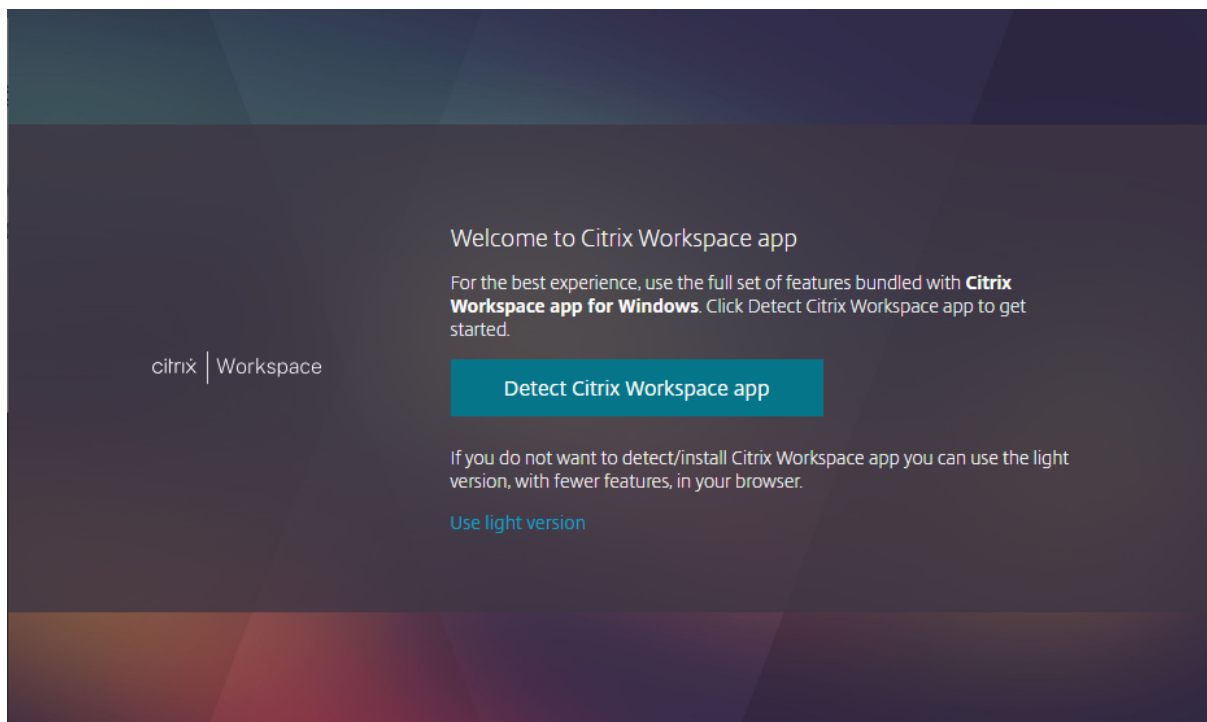 Welcome to Citrix Workspace app
For the best experience, use the full set of features bundled with Citrix
Workspace app for Windows. Click Detect Citrix Workspace app to get
started.
citrix | Workspace
Detect Citrix Workspace app
If you do not want to detect/install Citrix Workspace app you can use the light
version, with fewer features, in your browser.
Use light version